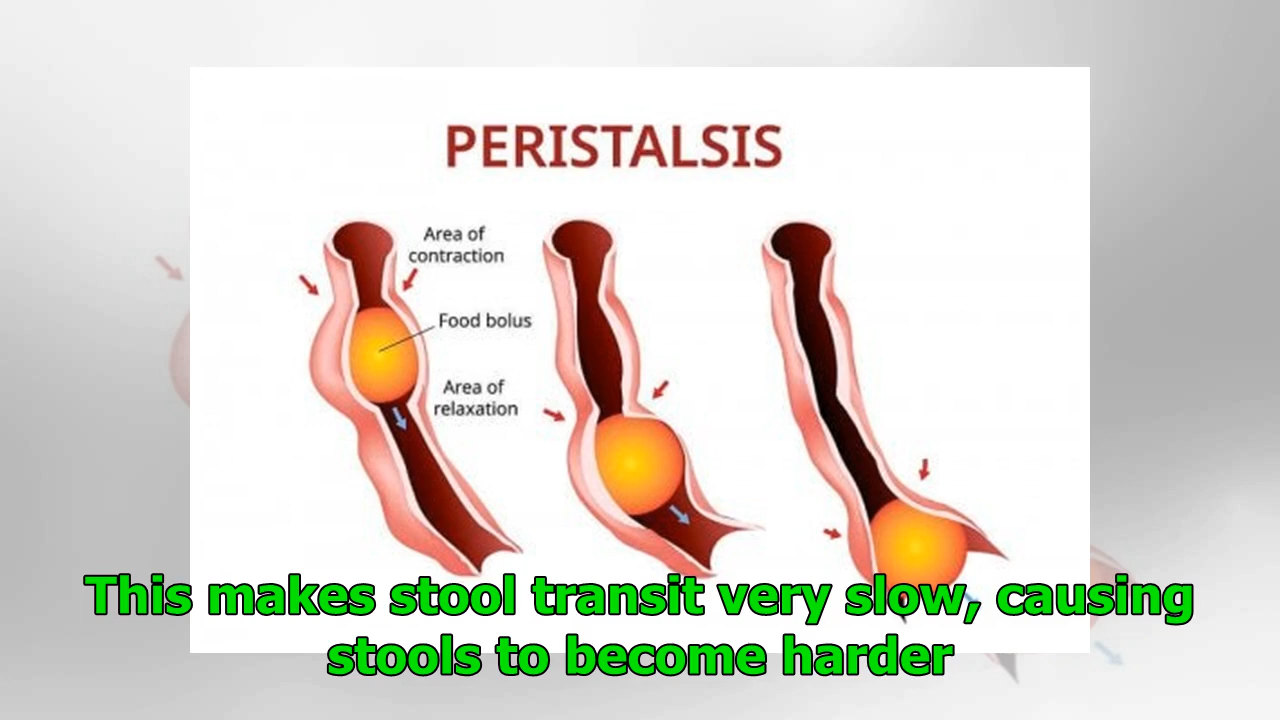 PERISTALSIS
Area of
contraction
Food bolus
Area of
relaxation
This makes stool transit very slow, causing
stools to become harder